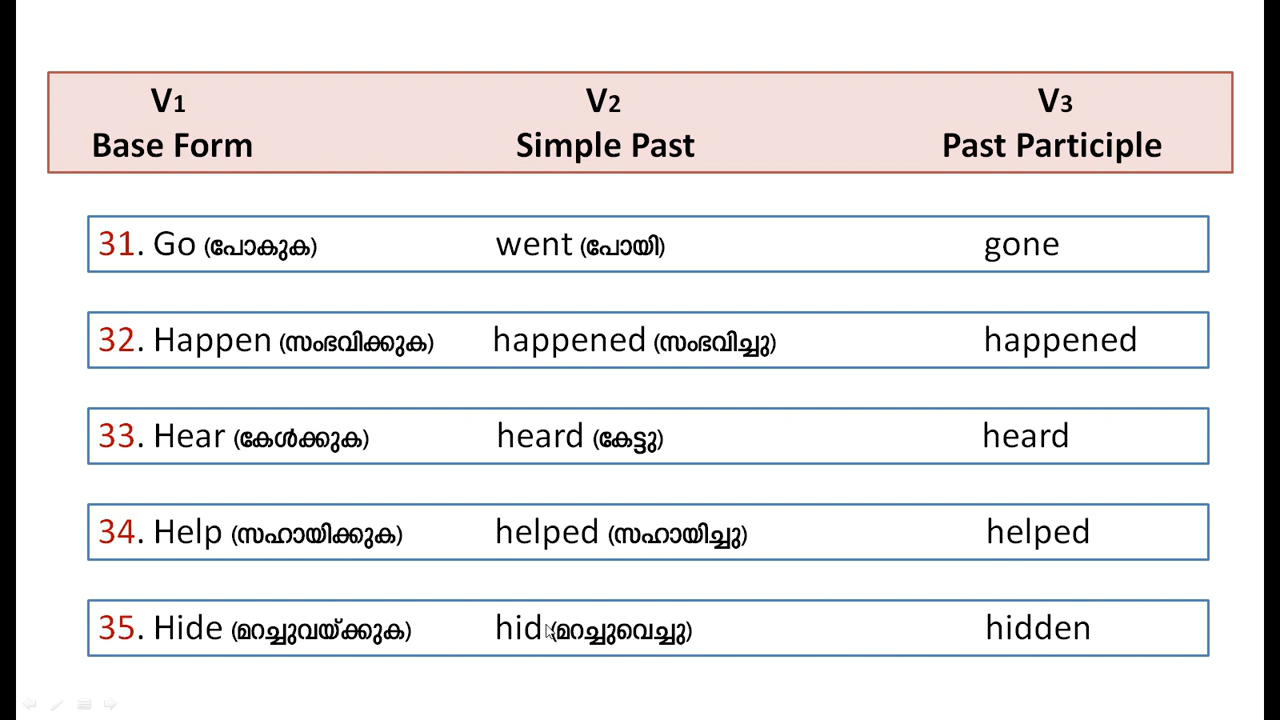 V1 V2 V3
Base Form Simple Past Past Participle
31. Go (പോകുക) went (പോയി) gone
32. Happen (സംഭവിക്കുക) happened (സംഭവിച്ചു) happened
33. Hear (കേൾക്കുക) heard (കേട്ടു) heard
34. Help (സഹായിക്കുക) helped (സഹായിച്ചു) helped
35. Hide (മറച്ചുവയ്ക്കുക) hid (മറച്ചുവെച്ചു) hidden